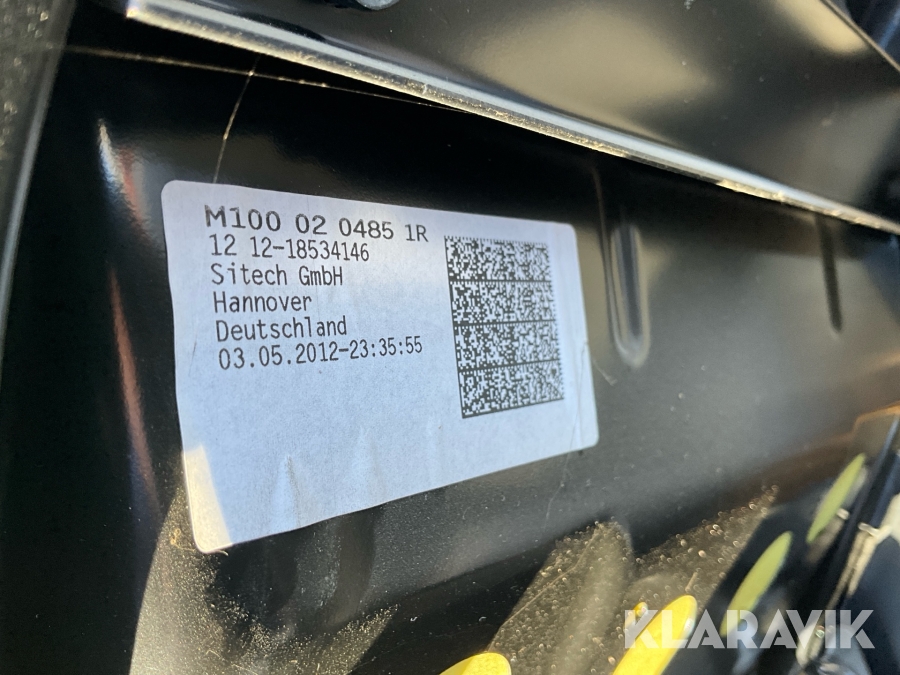 M100 02 0485 1R
12 12-18534146
Sitech GmbH
Hannover
Deutschland
03.05.2012-23:35:55
KLARAVIK